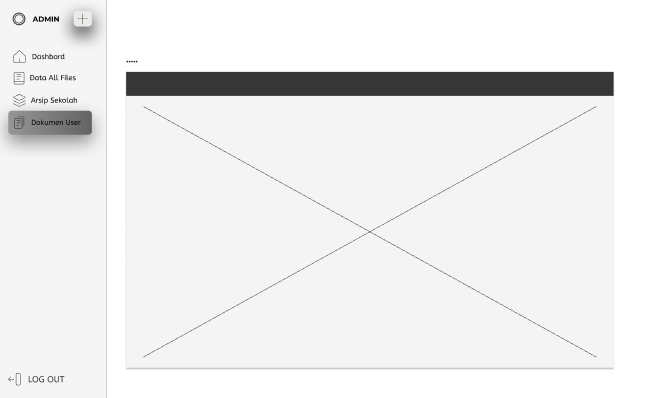 ADMIN
Dashbord
Data All Files
Arsip Sekolah
Dokumen User
LOG OUT
.....